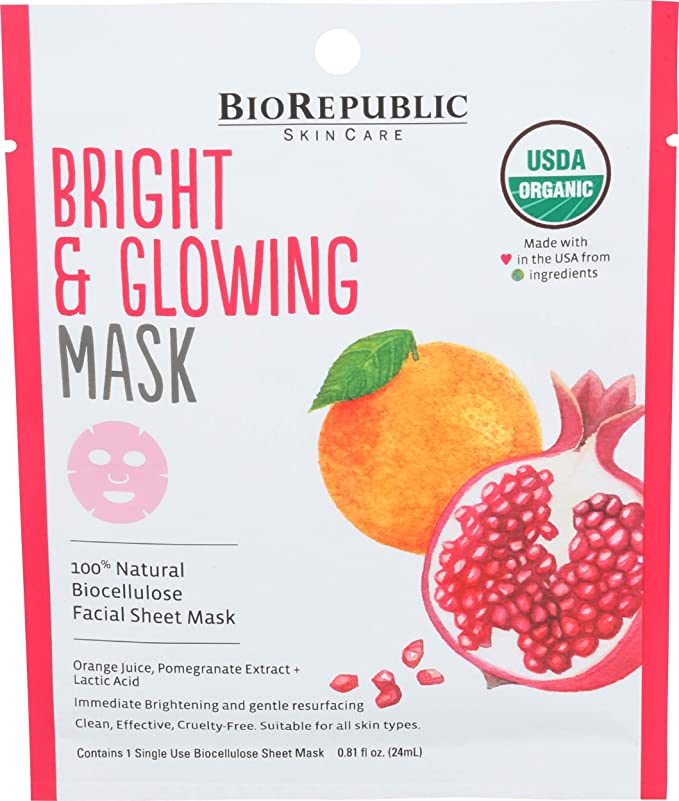 BIOREPUBLIC
SKINCARE
BRIGHT
& GLOWING
MASK
USDA
ORGANIC
Made with
in the USA from
ingredients
100% Natural
Biocellulose
Facial Sheet Mask
Orange Juice, Pomegranate Extract +
Lactic Acid
Immediate Brightening and gentle resurfacing
Clean, Effective, Cruelty-Free. Suitable for all skin types.
Contains 1 Single Use Biocellulose Sheet Mask 0.81 fl oz. (24mL)